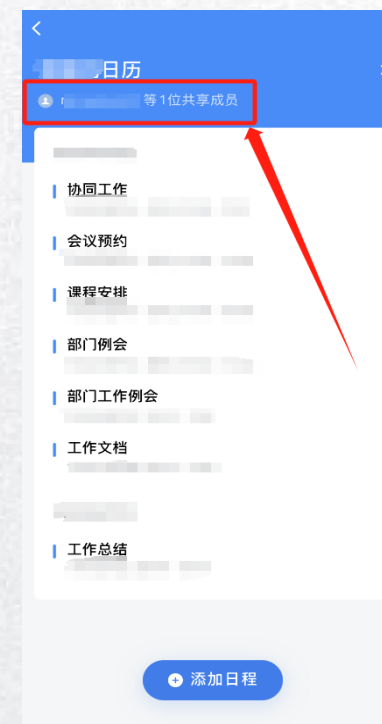 日历
等1位共享成员
协同工作
会议预约
课程安排
部门例会
部门工作例会
工作文档
工作总结
添加日程